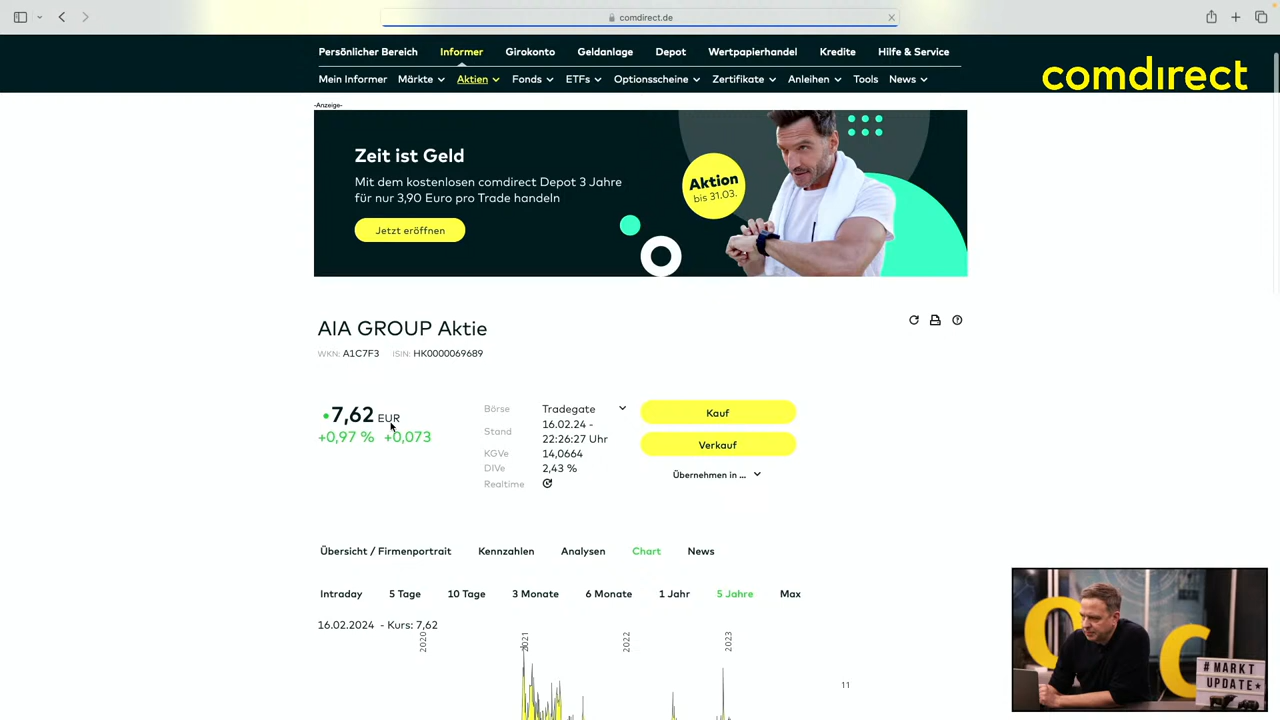 comdirect.de
Persönlicher Bereich Informer Girokonto Geldanlage Depot Wertpapierhandel Kredite Hilfe & Service
Mein Informer Märkte Aktien Fonds ETFs Optionsscheine Zertifikate Anleihen Tools News
comdirect
-Anzeige-
Zeit ist Geld
Mit dem kostenlosen comdirect Depot 3 Jahre
für nur 3,90 Euro pro Trade handeln
Jetzt eröffnen
Aktion
bis 31.03.
AIA GROUP Aktie
WKN: A1C7F3 ISIN: HK0000069689
7,62 EUR
+0,97 % +0,073
Börse Tradegate
Stand 16.02.24 -
22:26:27 Uhr
KGVe 14,0664
DIVe 2,43 %
Realtime
Kauf
Verkauf
Übernehmen in ...
Übersicht / Firmenportrait Kennzahlen Analysen Chart News
Intraday 5 Tage 10 Tage 3 Monate 6 Monate 1 Jahr 5 Jahre Max
16.02.2024 - Kurs: 7,62
2020 2021 2022 2023
11
#MARKT
UPDATE